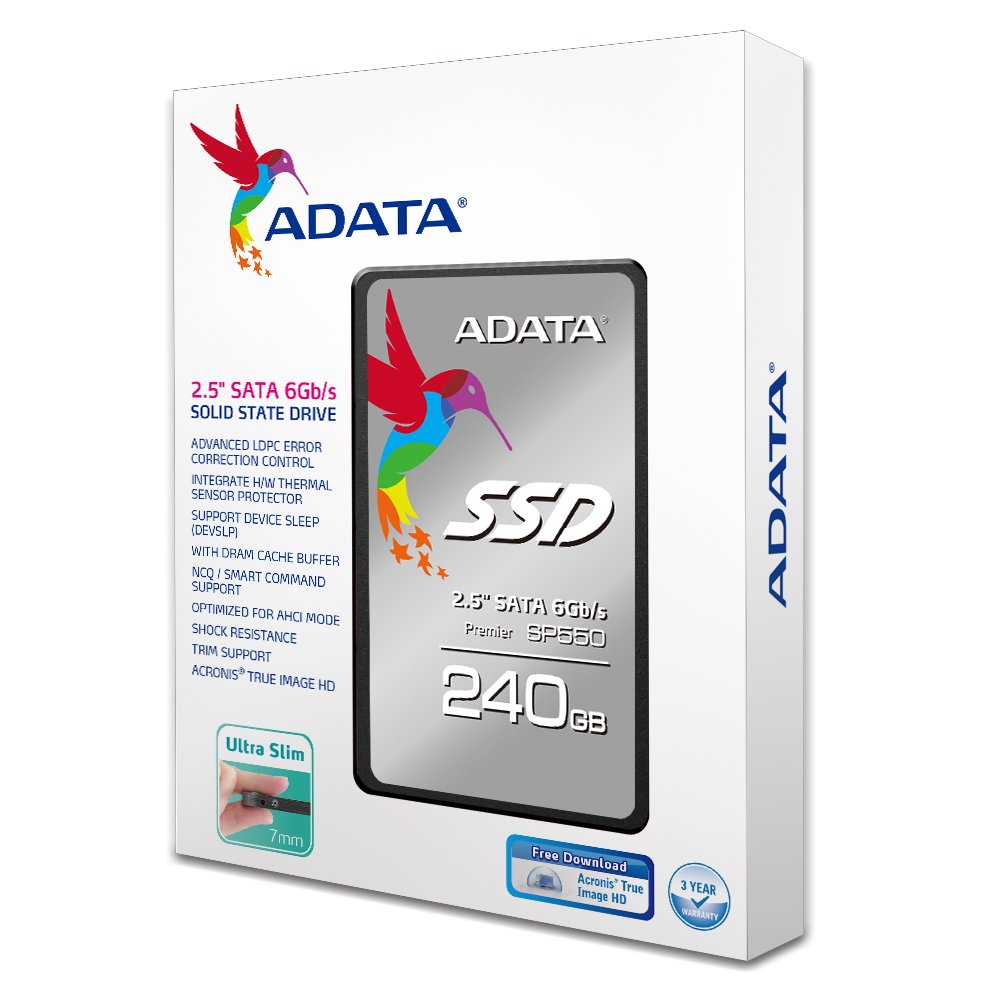 ADATA®
ADATA®
SSD
2.5" SATA 6Gb/s
Premier SP550
240GB
2.5" SATA 6Gb/s
SOLID STATE DRIVE
ADVANCED LDPC ERROR
CORRECTION CONTROL
INTEGRATE H/W THERMAL
SENSOR PROTECTOR
SUPPORT DEVICE SLEEP
(DEVSLP)
WITH DRAM CACHE BUFFER
NCQ / SMART COMMAND
SUPPORT
OPTIMIZED FOR AHCI MODE
SHOCK RESISTANCE
TRIM SUPPORT
ACRONIS® TRUE IMAGE HD
Ultra Slim
7mm
Free Download
Acronis® True
Image HD
3 YEAR
WARRANTY
ADATA®